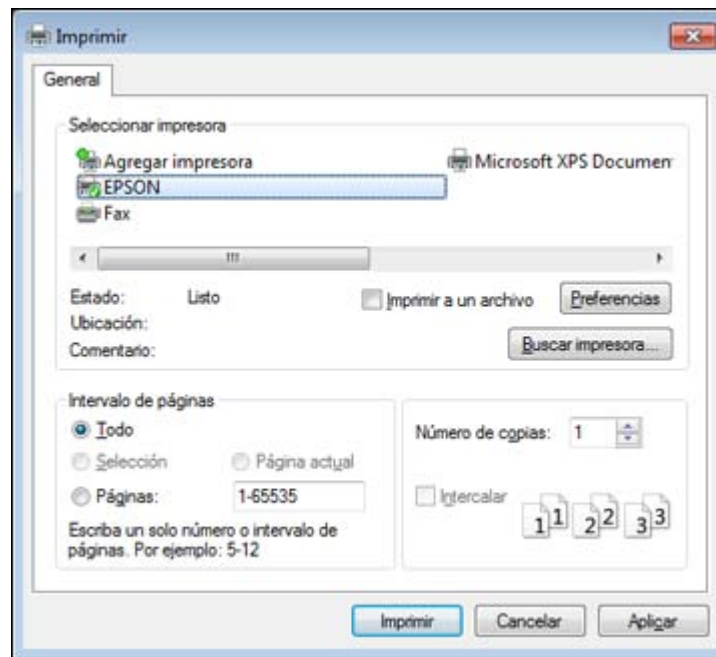 Imprimir
General
Seleccionar impresora
Agregar impresora
Microsoft XPS Documen
EPSON
Fax
Estado: Listo
Imprimir a un archivo
Preferencias
Ubicación:
Comentario:
Buscar impresora...
Intervalo de páginas
Todo
Selección
Página actual
Páginas: 1-65535
Escriba un solo número o intervalo de
páginas. Por ejemplo: 5-12
Número de copias: 1
Intercalar
1 1 2 2 3 3
Imprimir
Cancelar
Aplicar